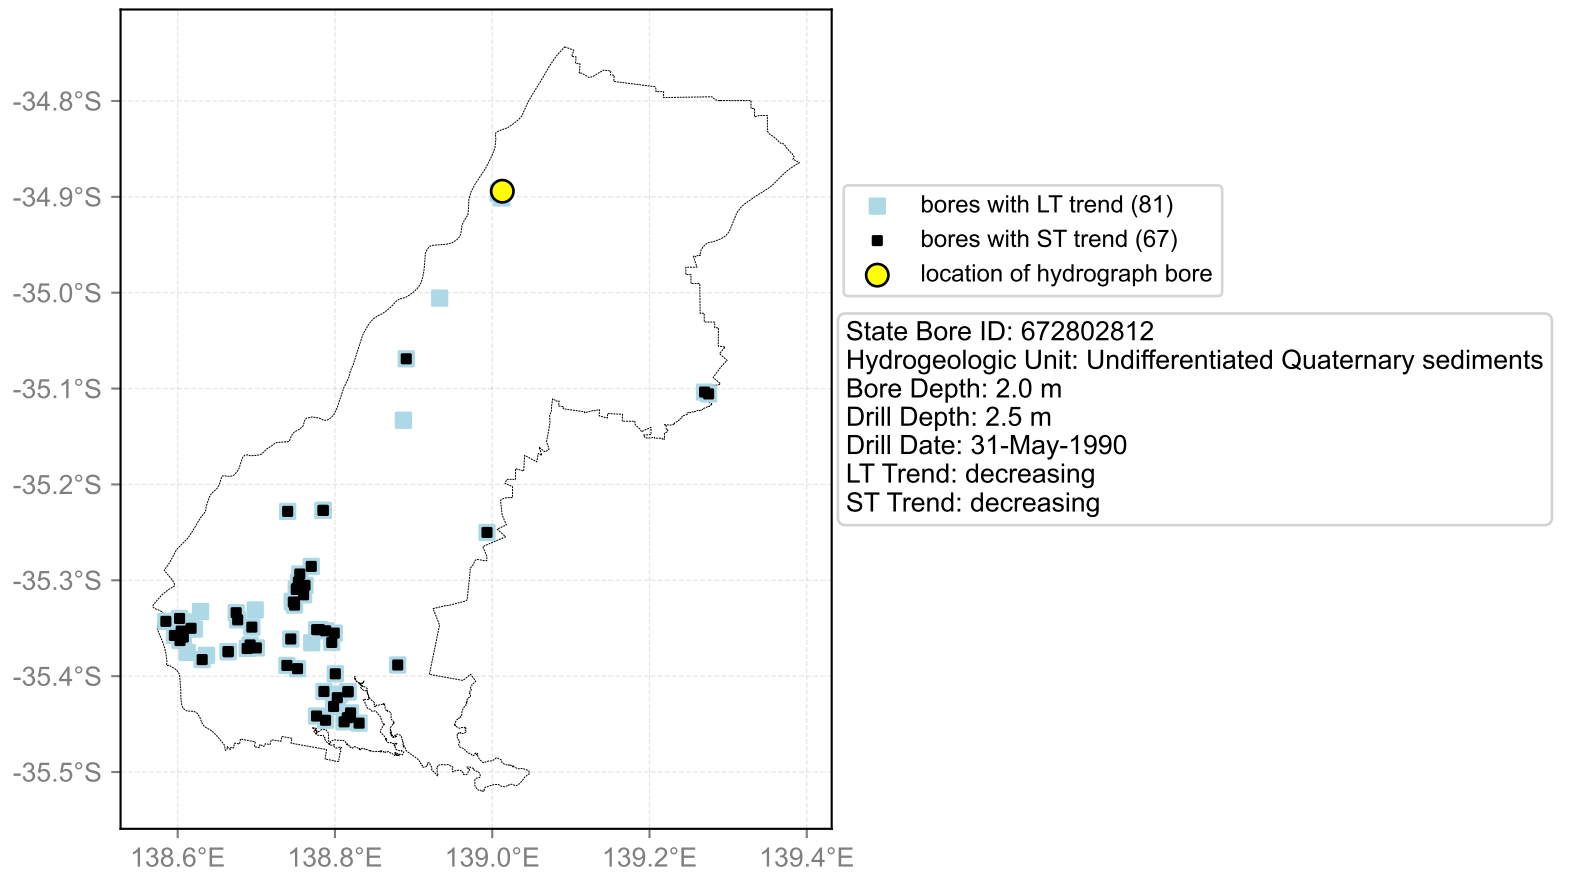 -34.8°S
-34.9°S
-35.0°S
-35.1°S
-35.2°S
-35.3°S
-35.4°S
-35.5°S
138.6°E
138.8°E
139.0°E
139.2°E
139.4°E
bores with LT trend (81)
bores with ST trend (67)
location of hydrograph bore
State Bore ID: 672802812
Hydrogeologic Unit: Undifferentiated Quaternary sediments
Bore Depth: 2.0 m
Drill Depth: 2.5 m
Drill Date: 31-May-1990
LT Trend: decreasing
ST Trend: decreasing